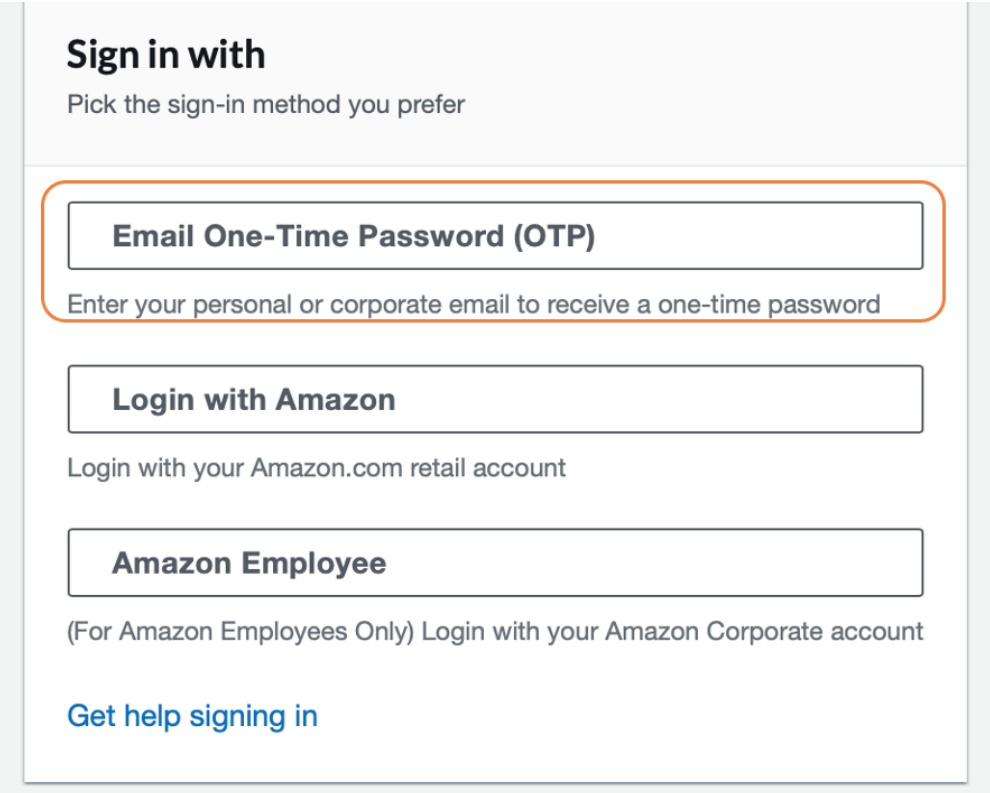 Sign in with
Pick the sign-in method you prefer
Email One-Time Password (OTP)
Enter your personal or corporate email to receive a one-time password
Login with Amazon
Login with your Amazon.com retail account
Amazon Employee
(For Amazon Employees Only) Login with your Amazon Corporate account
Get help signing in